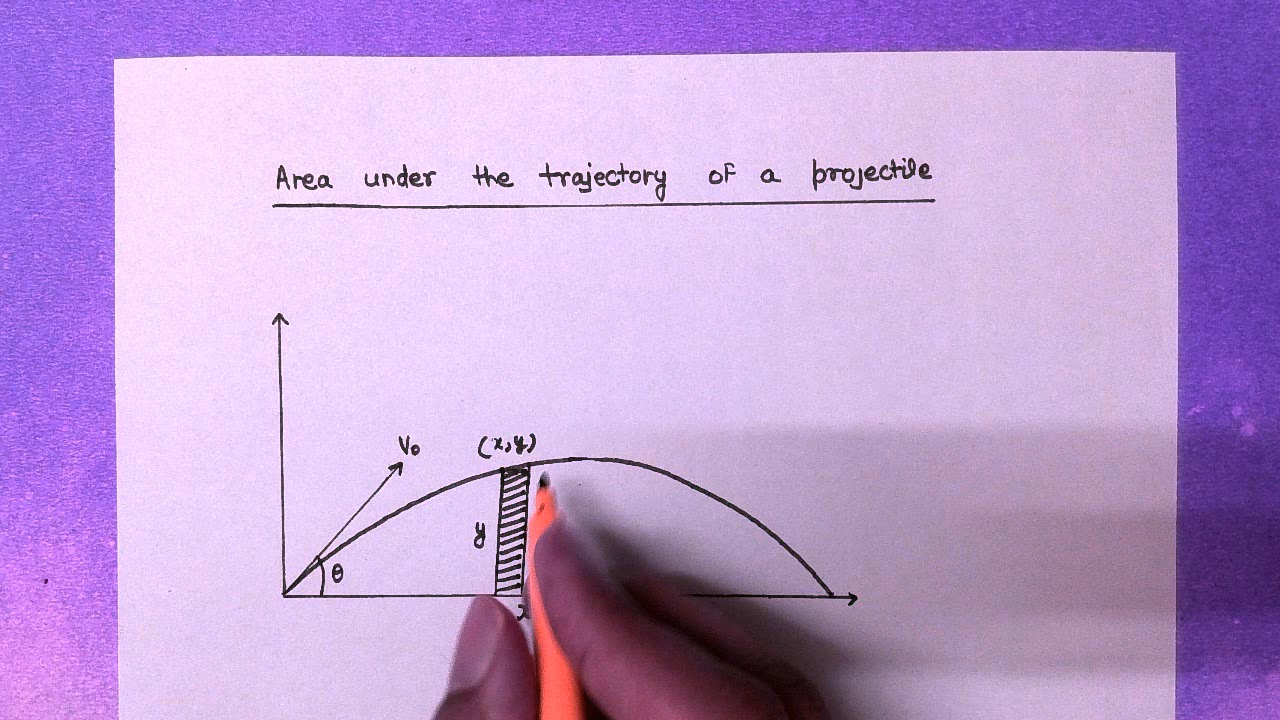 Area under the trajectory of a projectile
V₀
(x,y)
y
θ
x